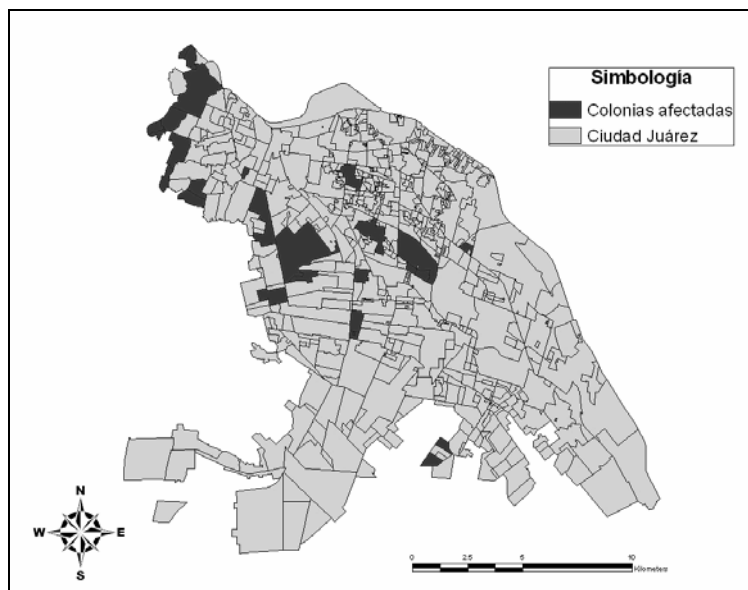 Simbología
Colonias afectadas
Ciudad Juárez
N
W E
S
0 2.5 5 10
Kilometers